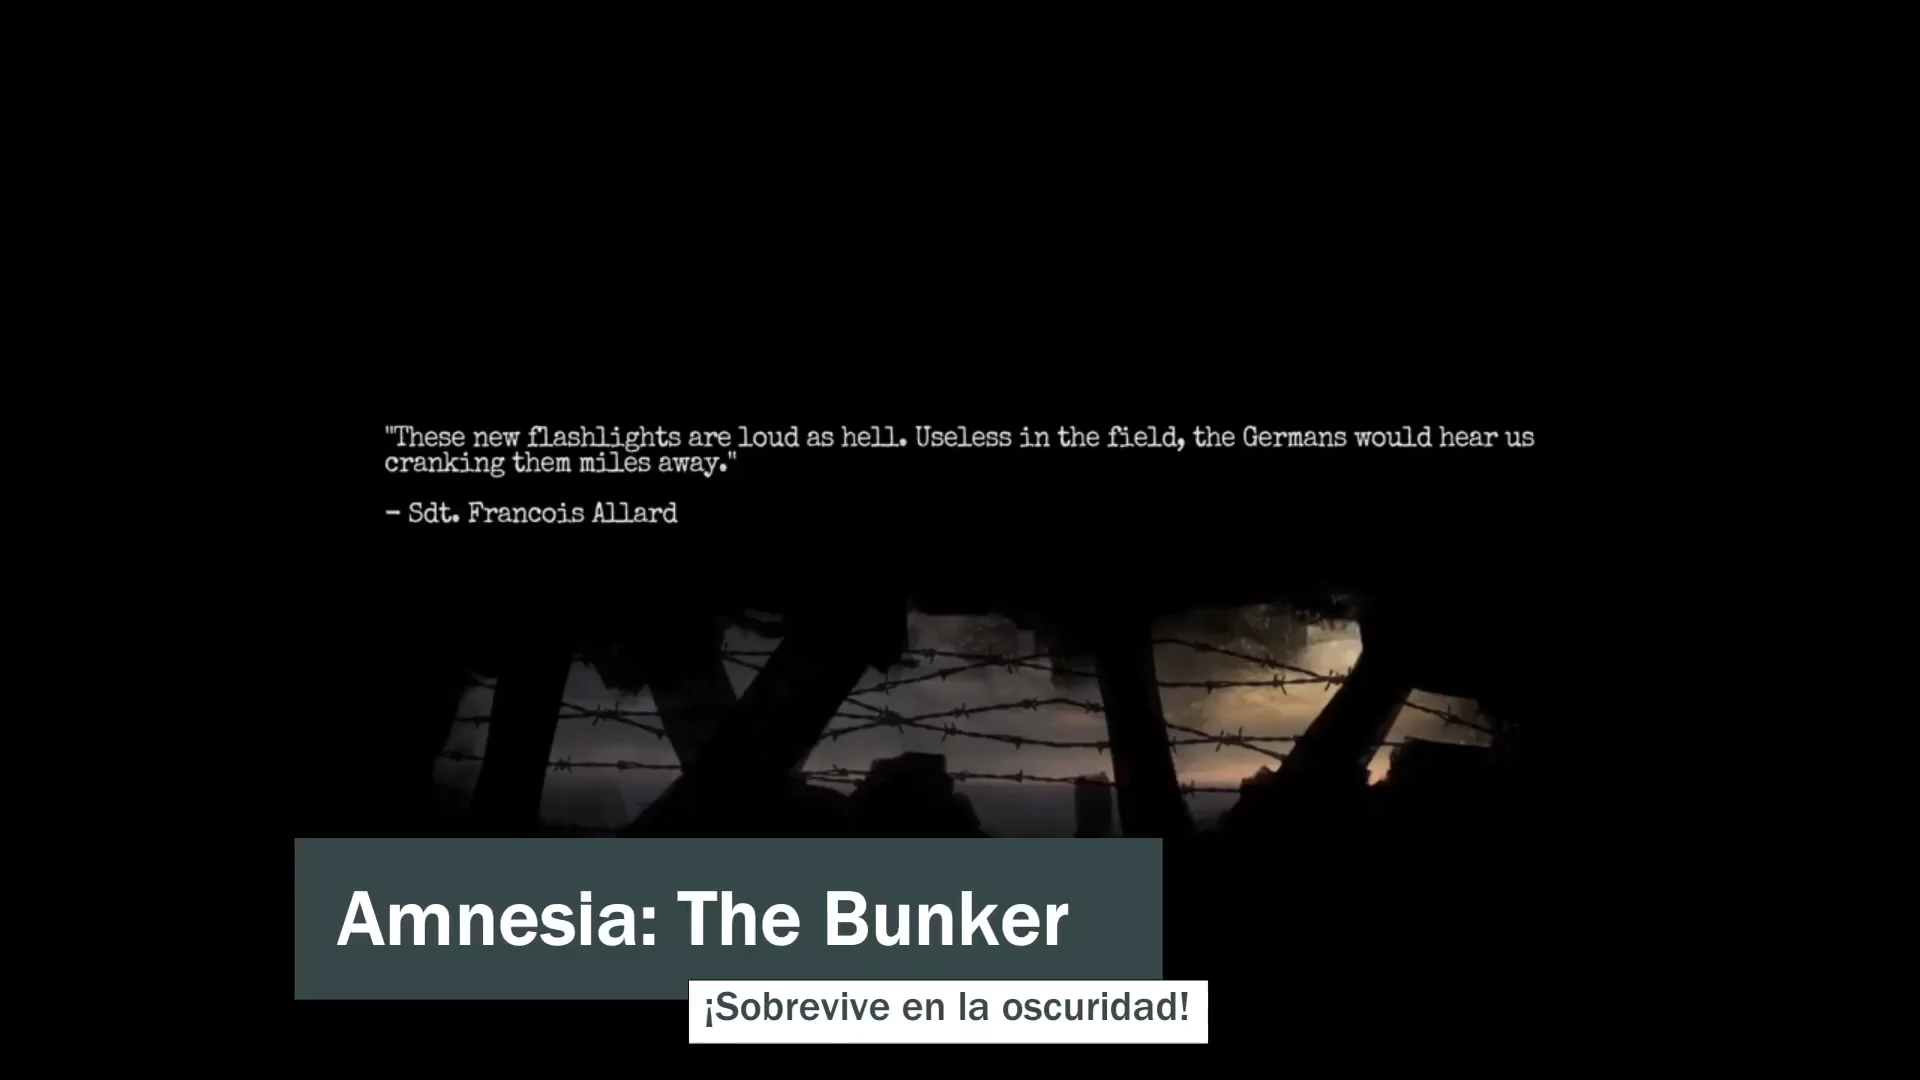 "These new flashlights are loud as hell. Useless in the field, the Germans would hear us
cranking them miles away."
- Sdt. Francois Allard
Amnesia: The Bunker
¡Sobrevive en la oscuridad!